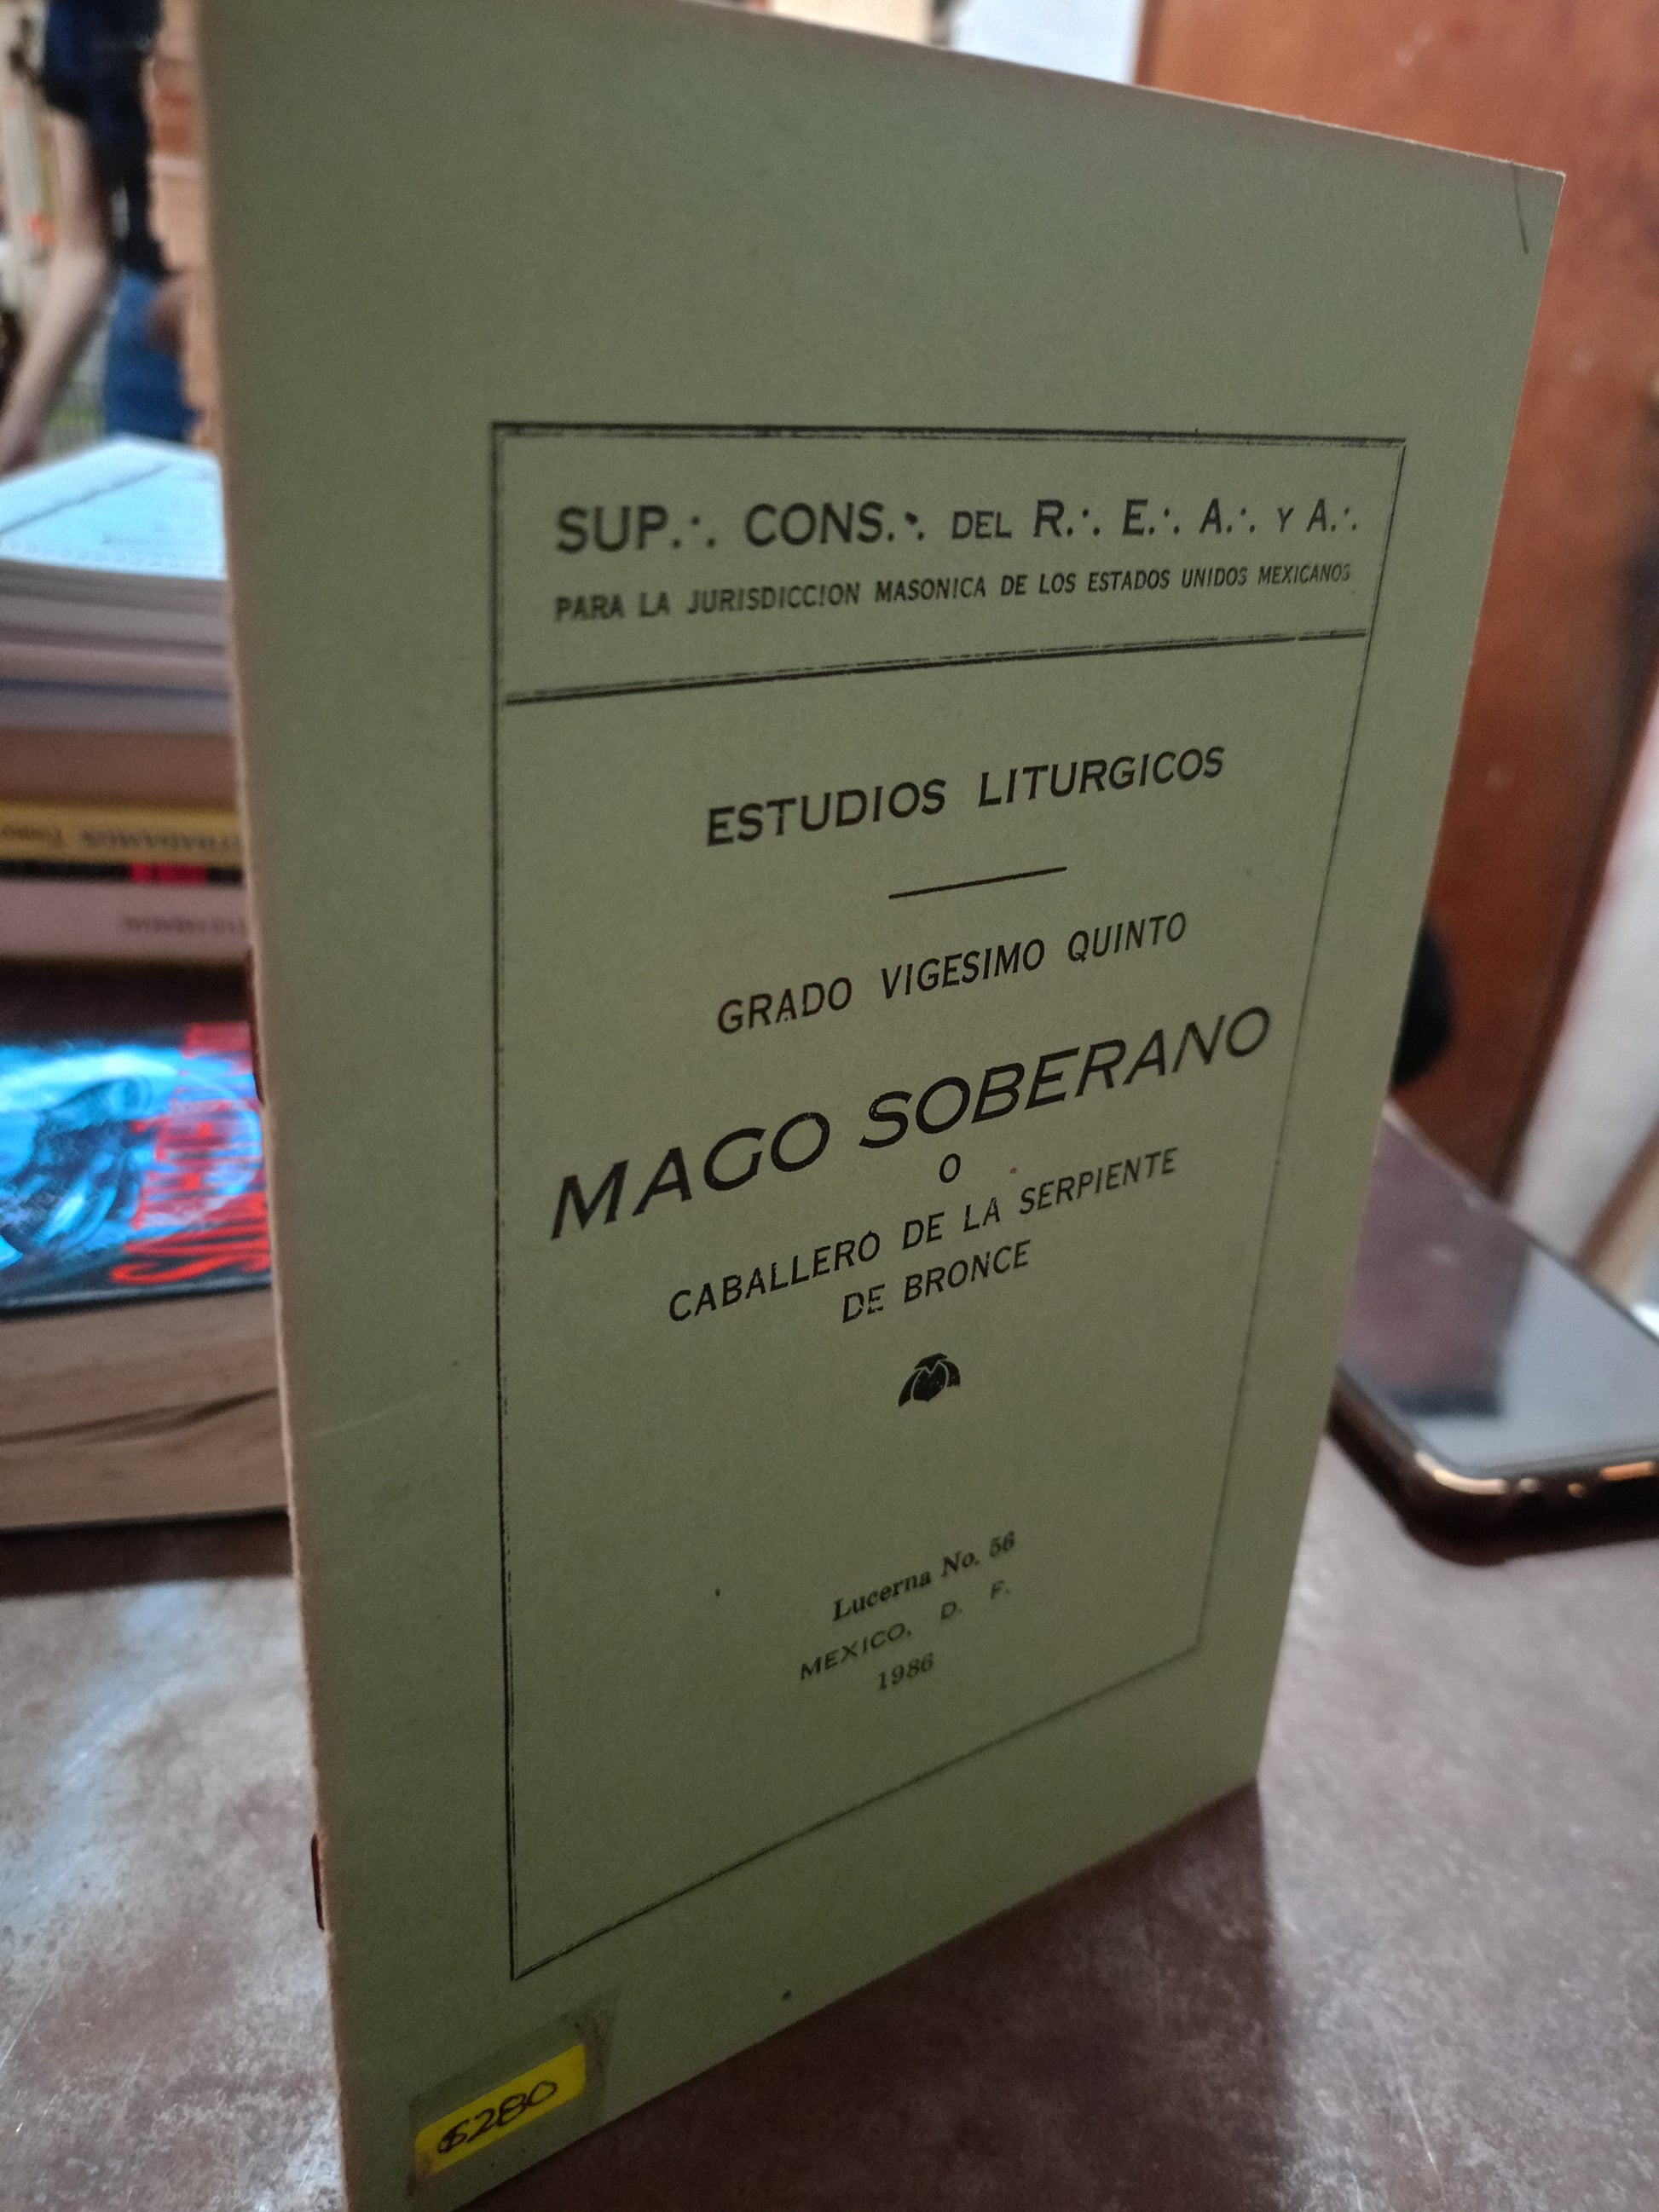 SUP.∴ CONS.∴ DEL R.∴ E.∴ A.∴ Y A.∴
PARA LA JURISDICCION MASONICA DE LOS ESTADOS UNIDOS MEXICANOS
ESTUDIOS LITURGICOS
GRADO VIGESIMO QUINTO
MAGO SOBERANO
O
CABALLERO DE LA SERPIENTE
DE BRONCE
Lucerna No. 56
MEXICO, D. F.
1986
$280